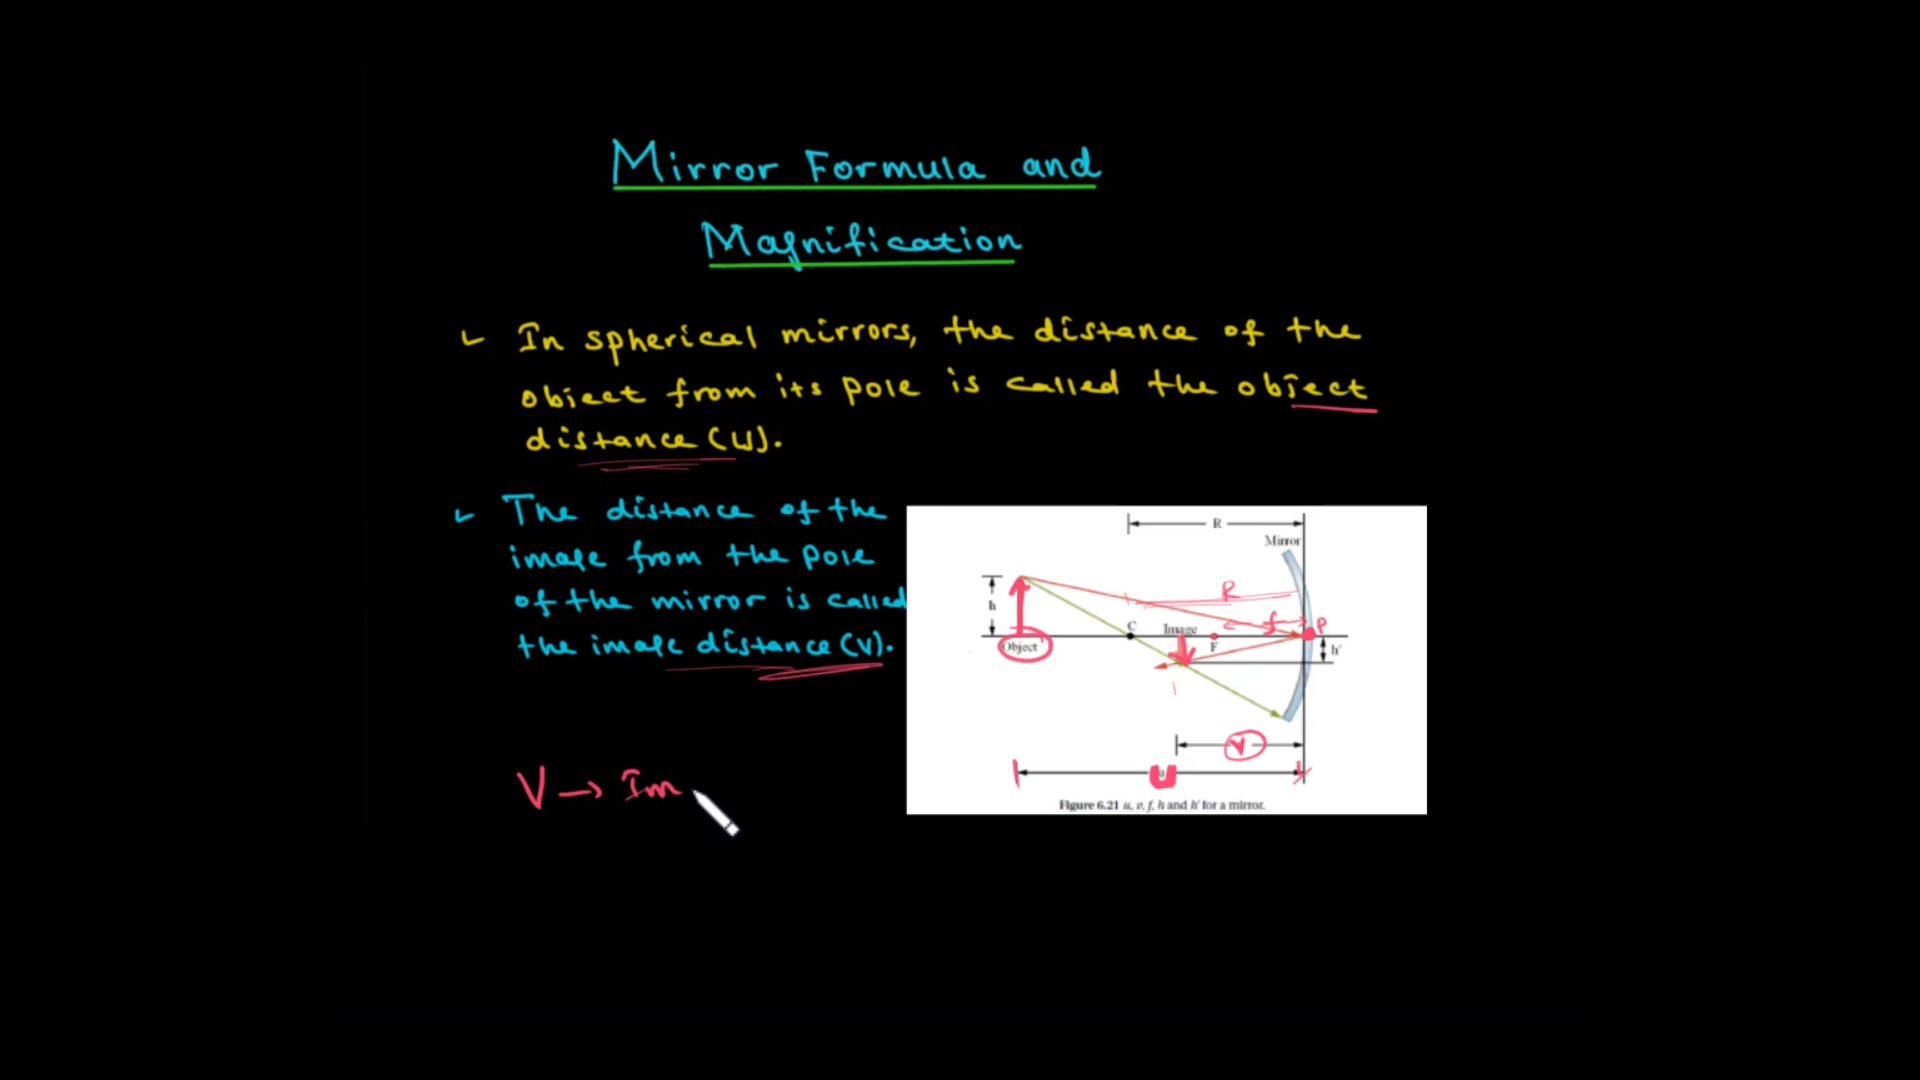 Mirror Formula and
Magnification
In spherical mirrors, the distance of the
object from its pole is called the object
distance (u).
The distance of the
image from the pole
of the mirror is called
the image distance (v).
R
Mirror
R
h
C
Image
f
P
Object
F
h'
V
u
V → Im
Figure 6.21 u, v, f, h and h' for a mirror.